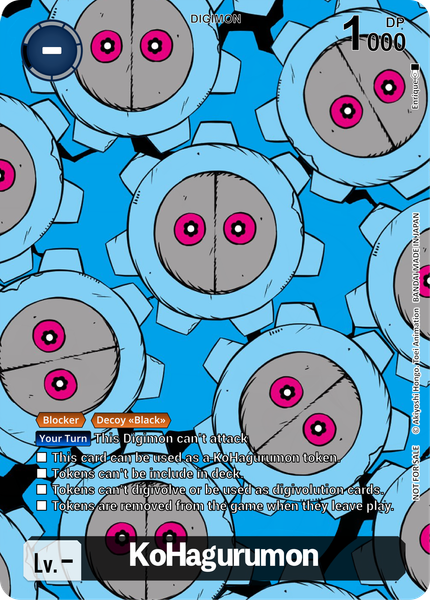 DIGIMON
DP
1000
-
Enrique
Blocker Decoy «Black»
Your Turn This Digimon can't attack
This card can be used as a KoHagurumon token.
Tokens can't be include in deck.
Tokens can't digivolve or be used as digivolution cards.
Tokens are removed from the game when they leave play.
NOT FOR SALE © Akiyoshi Hongo, Toei Animation BANDAI MADE IN JAPAN
Lv.-
KoHagurumon